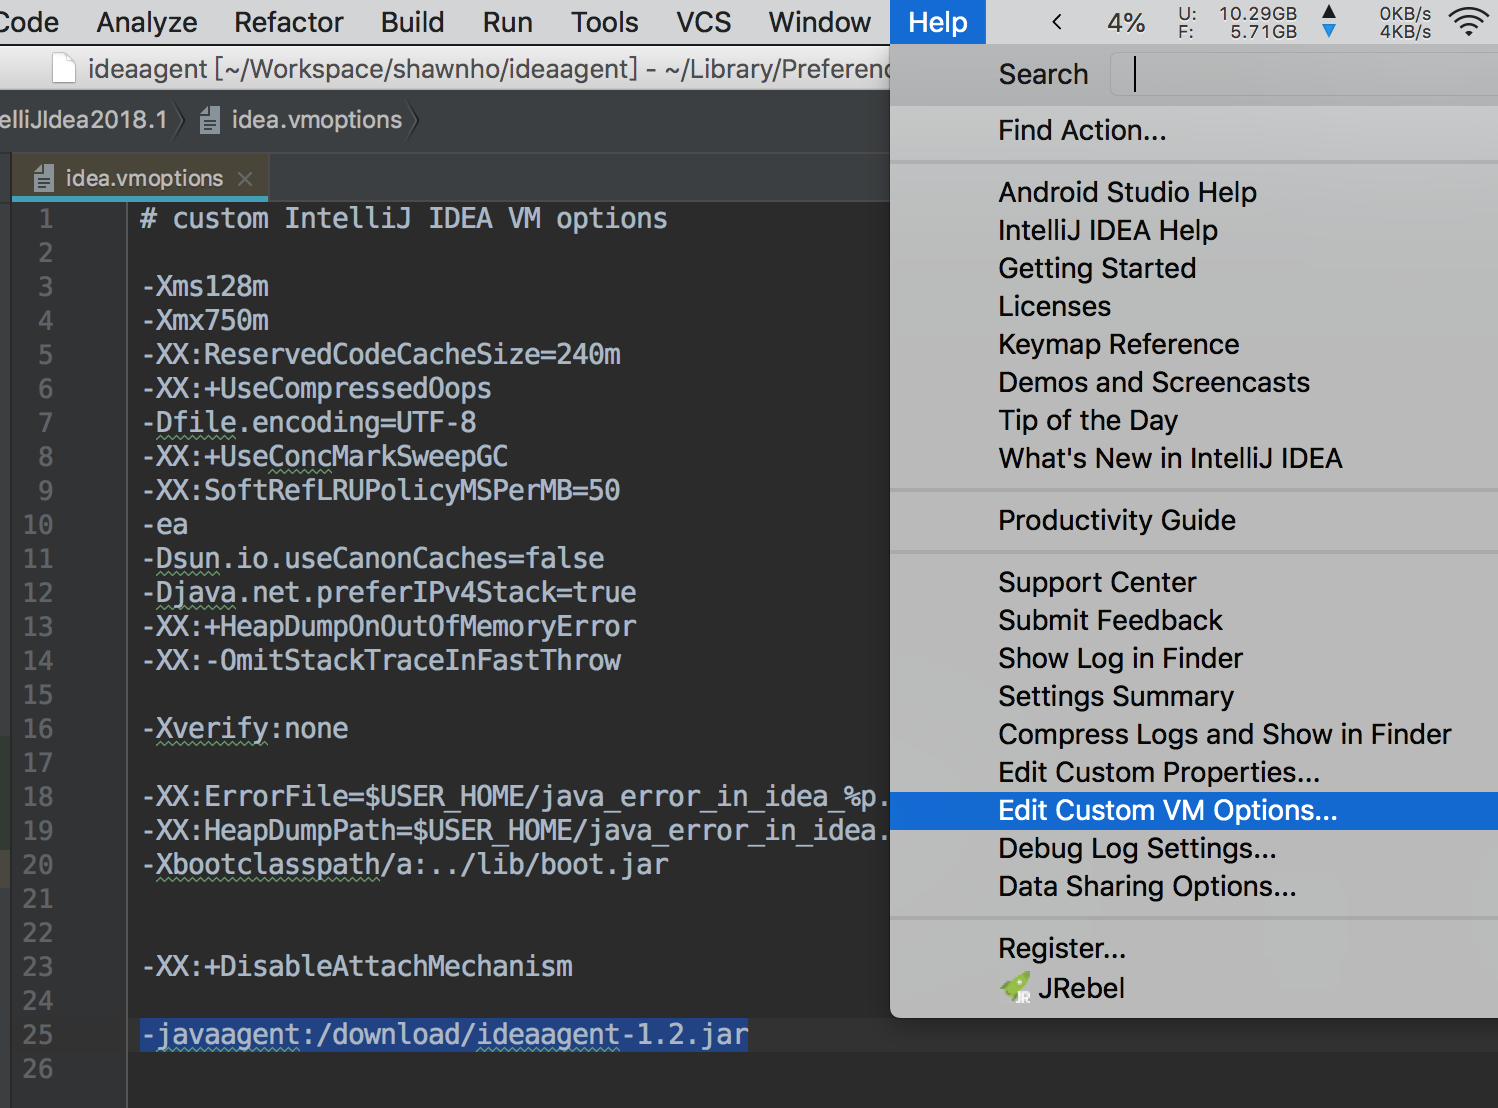 Code Analyze Refactor Build Run Tools VCS Window Help < 4% U: 10.29GB 0KB/s
F: 5.71GB 4KB/s
ideaagent [~/Workspace/shawnho/ideaagent] - ~/Library/Preferenc
elliJIdea2018.1 idea.vmoptions
idea.vmoptions
1 # custom IntelliJ IDEA VM options
2
3 -Xms128m
4 -Xmx750m
5 -XX:ReservedCodeCacheSize=240m
6 -XX:+UseCompressedOops
7 -Dfile.encoding=UTF-8
8 -XX:+UseConcMarkSweepGC
9 -XX:SoftRefLRUPolicyMSPerMB=50
10 -ea
11 -Dsun.io.useCanonCaches=false
12 -Djava.net.preferIPv4Stack=true
13 -XX:+HeapDumpOnOutOfMemoryError
14 -XX:-OmitStackTraceInFastThrow
15
16 -Xverify:none
17
18 -XX:ErrorFile=$USER_HOME/java_error_in_idea_%p.
19 -XX:HeapDumpPath=$USER_HOME/java_error_in_idea.
20 -Xbootclasspath/a:../lib/boot.jar
21
22
23 -XX:+DisableAttachMechanism
24
25 -javaagent:/download/ideaagent-1.2.jar
26
Search
Find Action...
Android Studio Help
IntelliJ IDEA Help
Getting Started
Licenses
Keymap Reference
Demos and Screencasts
Tip of the Day
What's New in IntelliJ IDEA
Productivity Guide
Support Center
Submit Feedback
Show Log in Finder
Settings Summary
Compress Logs and Show in Finder
Edit Custom Properties...
Edit Custom VM Options...
Debug Log Settings...
Data Sharing Options...
Register...
JR JRebel